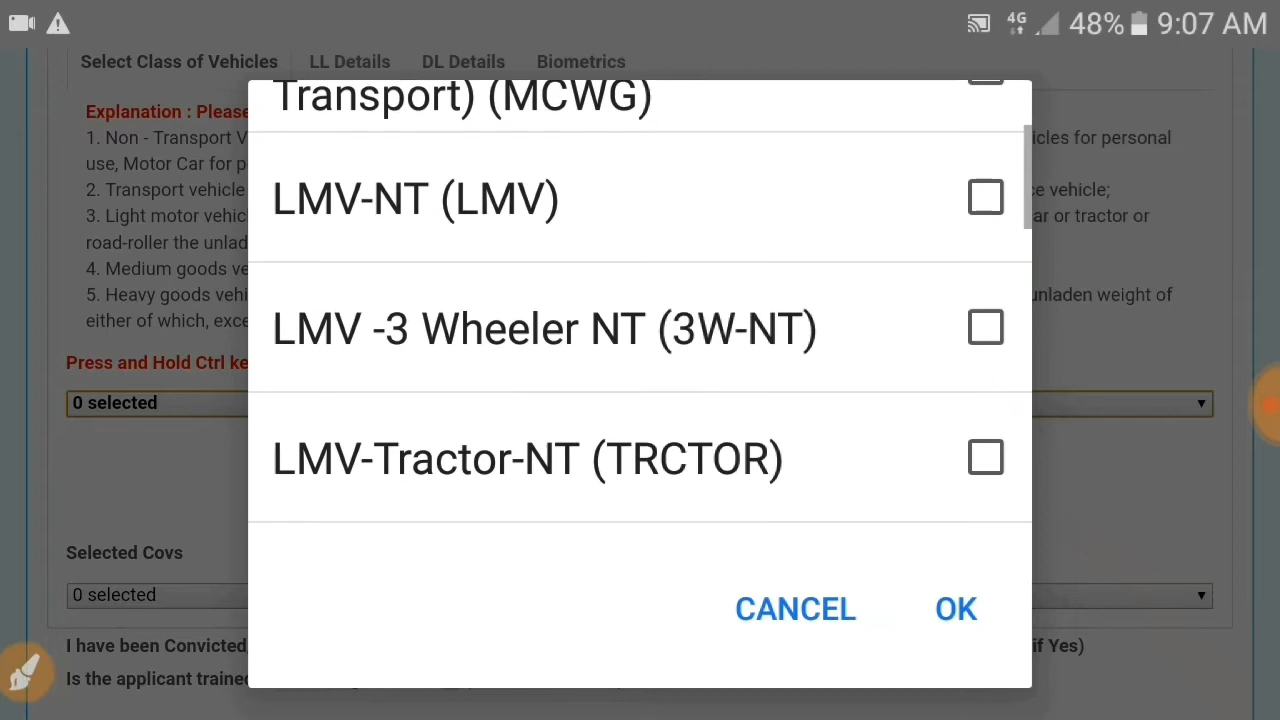 4G 48% 9:07 AM
Select Class of Vehicles LL Details DL Details Biometrics
Explanation : Please
1. Non - Transport V icles for personal
use, Motor Car for p
2. Transport vehicle ce vehicle;
3. Light motor vehic ar or tractor or
road-roller the unlad
4. Medium goods ve
5. Heavy goods vehi unladen weight of
either of which, exce
Press and Hold Ctrl ke
0 selected
Transport) (MCWG)
LMV-NT (LMV)
LMV -3 Wheeler NT (3W-NT)
LMV-Tractor-NT (TRCTOR)
CANCEL OK
Selected Covs
0 selected
I have been Convicted, if Yes)
Is the applicant trained